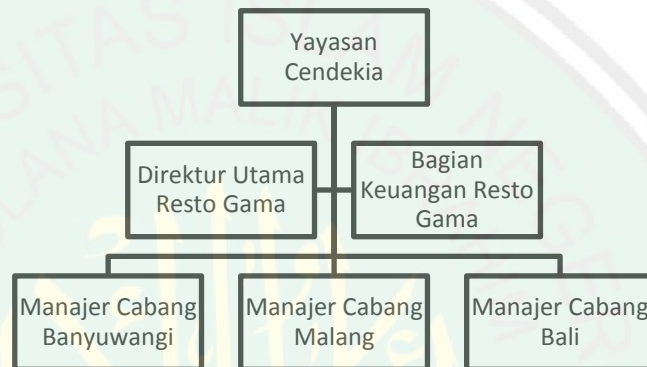 Yayasan
Cendekia
Direktur Utama
Resto Gama
Bagian
Keuangan Resto
Gama
Manajer Cabang
Banyuwangi
Manajer Cabang
Malang
Manajer Cabang
Bali